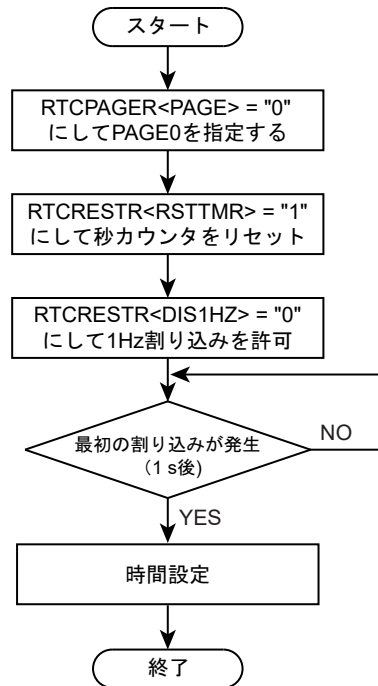 スタート
RTCPAGER<PAGE> = "0"
にしてPAGE0を指定する
RTCRESTR<RSTTMR> = "1"
にして秒カウンタをリセット
RTCRESTR<DIS1HZ> = "0"
にして1Hz割り込みを許可
最初の割り込みが発生
（1 s後)
NO
YES
時間設定
終了